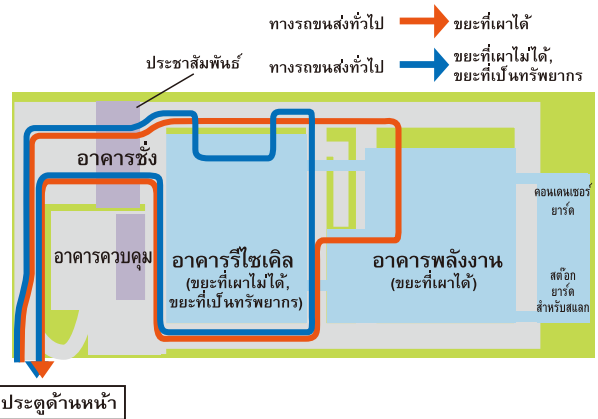 ทางรถขนส่งทั่วไป
ขยะที่เผาได้
ทางรถขนส่งทั่วไป
ขยะที่เผาไม่ได้,
ขยะที่เป็นทรัพยากร
ประชาสัมพันธ์
อาคารชั่ง
อาคารควบคุม
อาคารรีไซเคิล
(ขยะที่เผาไม่ได้,
ขยะที่เป็นทรัพยากร)
อาคารพลังงาน
(ขยะที่เผาได้)
คอนเดนเซอร์
ยาร์ด
สต๊อก
ยาร์ด
สำหรับสแลก
ประตูด้านหน้า